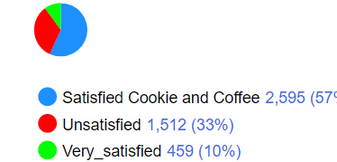 Satisfied Cookie and Coffee 2,595 (57%
Unsatisfied 1,512 (33%)
Very_satisfied 459 (10%)